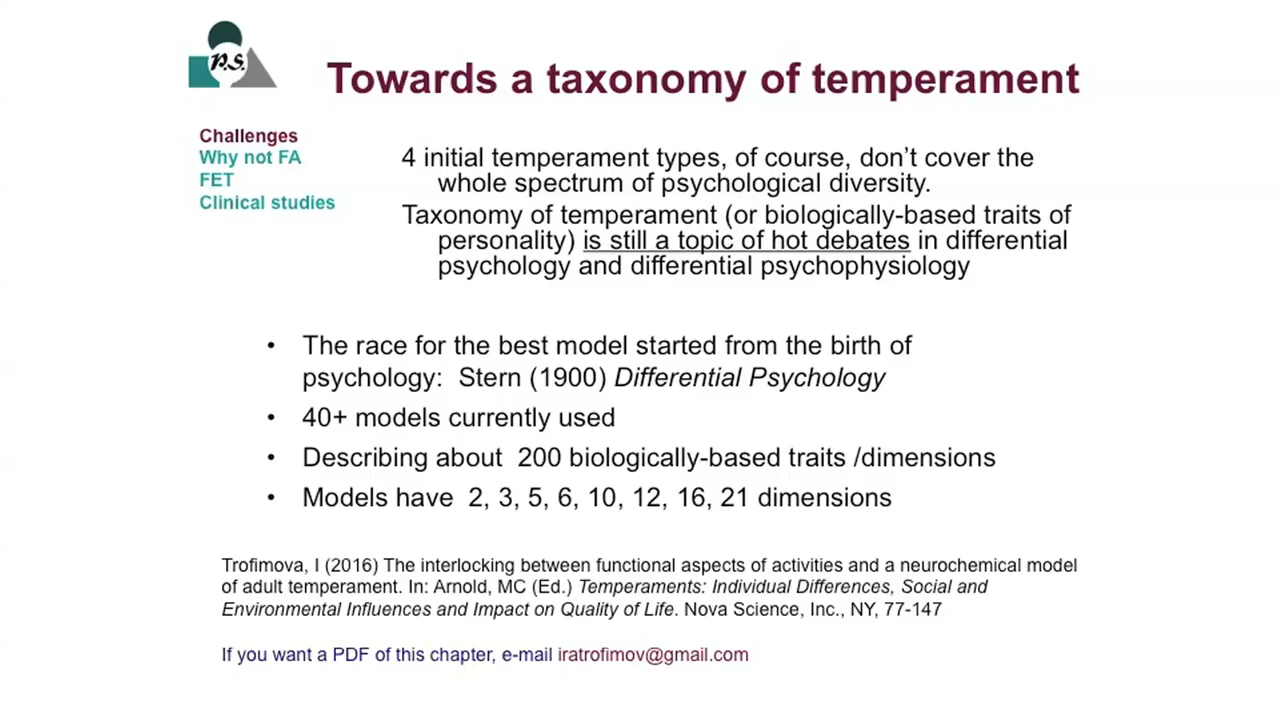 P.S.
Towards a taxonomy of temperament
Challenges
Why not FA
FET
Clinical studies
4 initial temperament types, of course, don’t cover the
whole spectrum of psychological diversity.
Taxonomy of temperament (or biologically-based traits of
personality) is still a topic of hot debates in differential
psychology and differential psychophysiology
• The race for the best model started from the birth of
psychology: Stern (1900) Differential Psychology
• 40+ models currently used
• Describing about 200 biologically-based traits /dimensions
• Models have 2, 3, 5, 6, 10, 12, 16, 21 dimensions
Trofimova, I (2016) The interlocking between functional aspects of activities and a neurochemical model
of adult temperament. In: Arnold, MC (Ed.) Temperaments: Individual Differences, Social and
Environmental Influences and Impact on Quality of Life. Nova Science, Inc., NY, 77-147
If you want a PDF of this chapter, e-mail iratrofimov@gmail.com